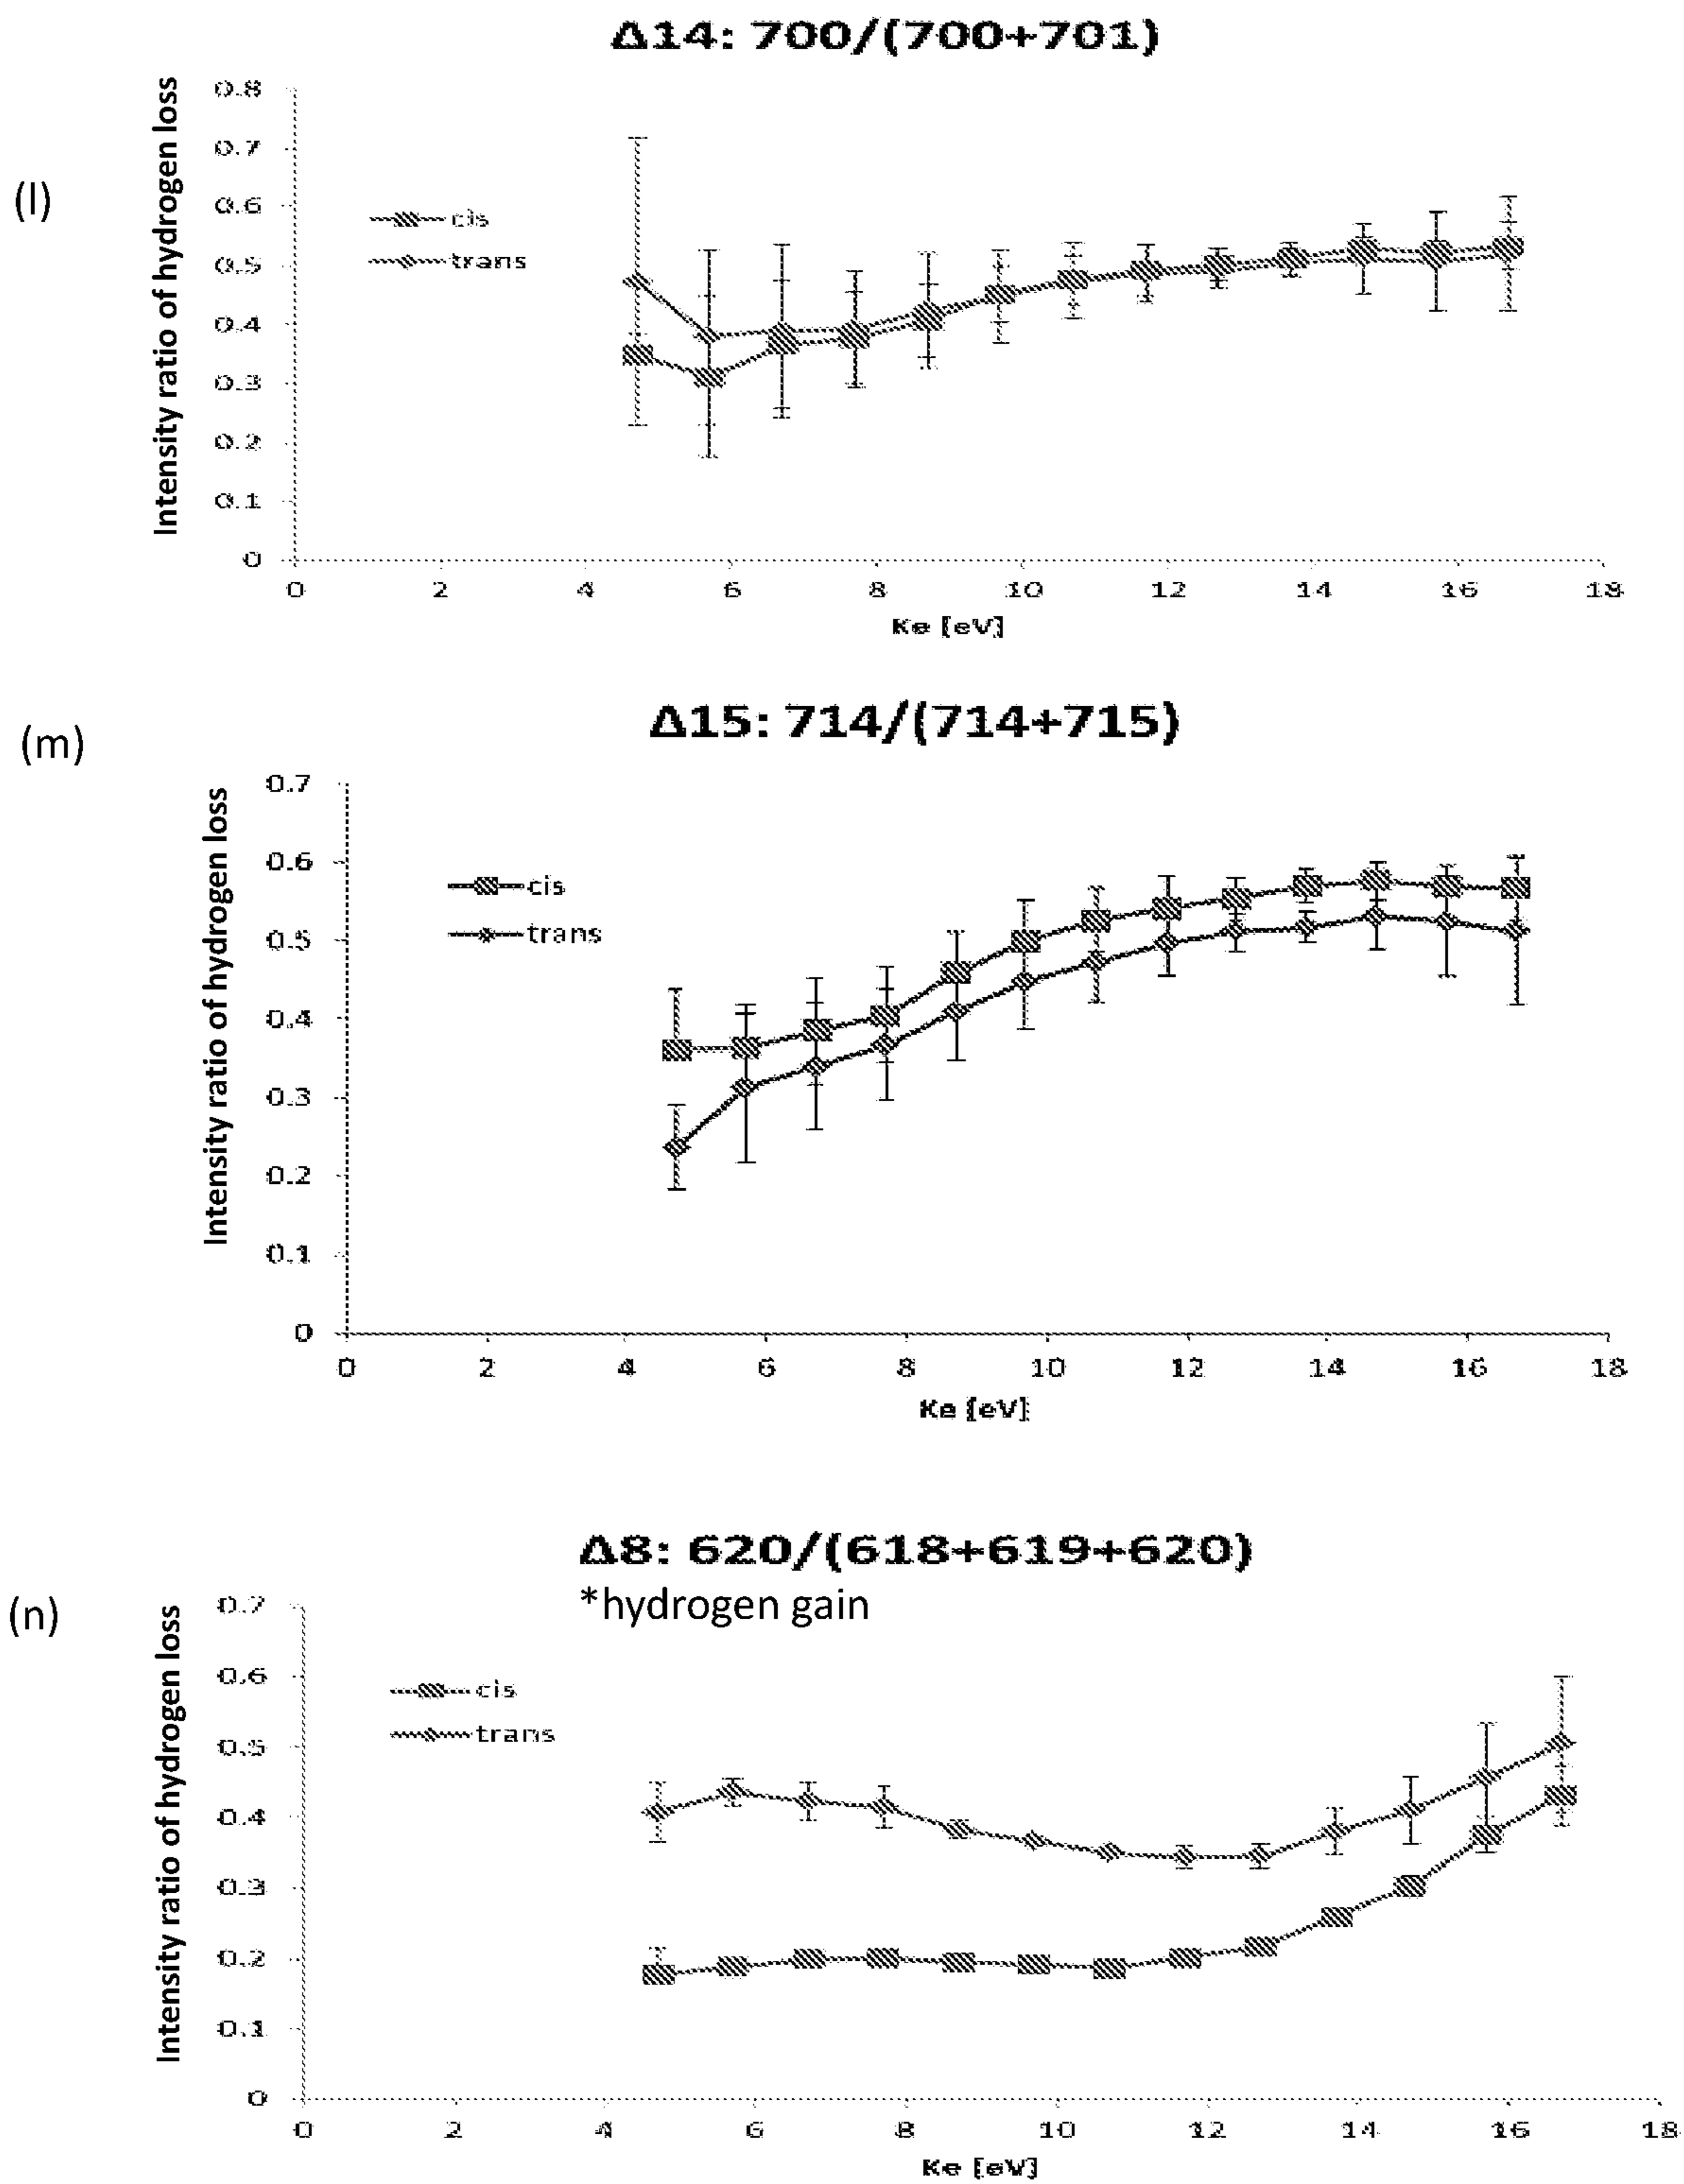 Δ14: 700/(700+701)
(l)
Intensity ratio of hydrogen loss
0.8
0.7
0.6
0.5
0.4
0.3
0.2
0.1
0
cis
trans
0 2 4 6 8 10 12 14 16 18
Ke [eV]
Δ15: 714/(714+715)
(m)
Intensity ratio of hydrogen loss
0.7
0.6
0.5
0.4
0.3
0.2
0.1
0
cis
trans
0 2 4 6 8 10 12 14 16 18
Ke [eV]
Δ8: 620/(618+619+620)
*hydrogen gain
(n)
Intensity ratio of hydrogen loss
0.7
0.6
0.5
0.4
0.3
0.2
0.1
0
cis
trans
0 2 4 6 8 10 12 14 16 18
Ke [eV]